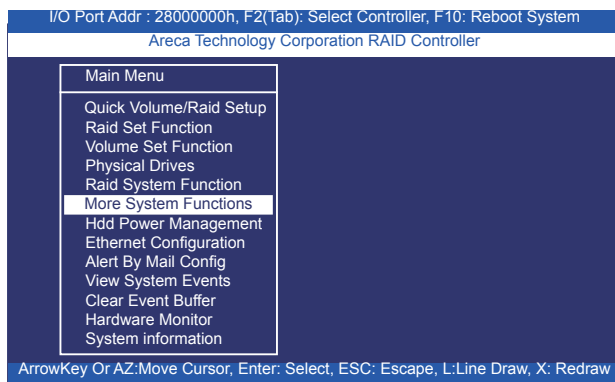 I/O Port Addr : 28000000h, F2(Tab): Select Controller, F10: Reboot System
Areca Technology Corporation RAID Controller
Main Menu
Quick Volume/Raid Setup
Raid Set Function
Volume Set Function
Physical Drives
Raid System Function
More System Functions
Hdd Power Management
Ethernet Configuration
Alert By Mail Config
View System Events
Clear Event Buffer
Hardware Monitor
System information
ArrowKey Or AZ:Move Cursor, Enter: Select, ESC: Escape, L:Line Draw, X: Redraw